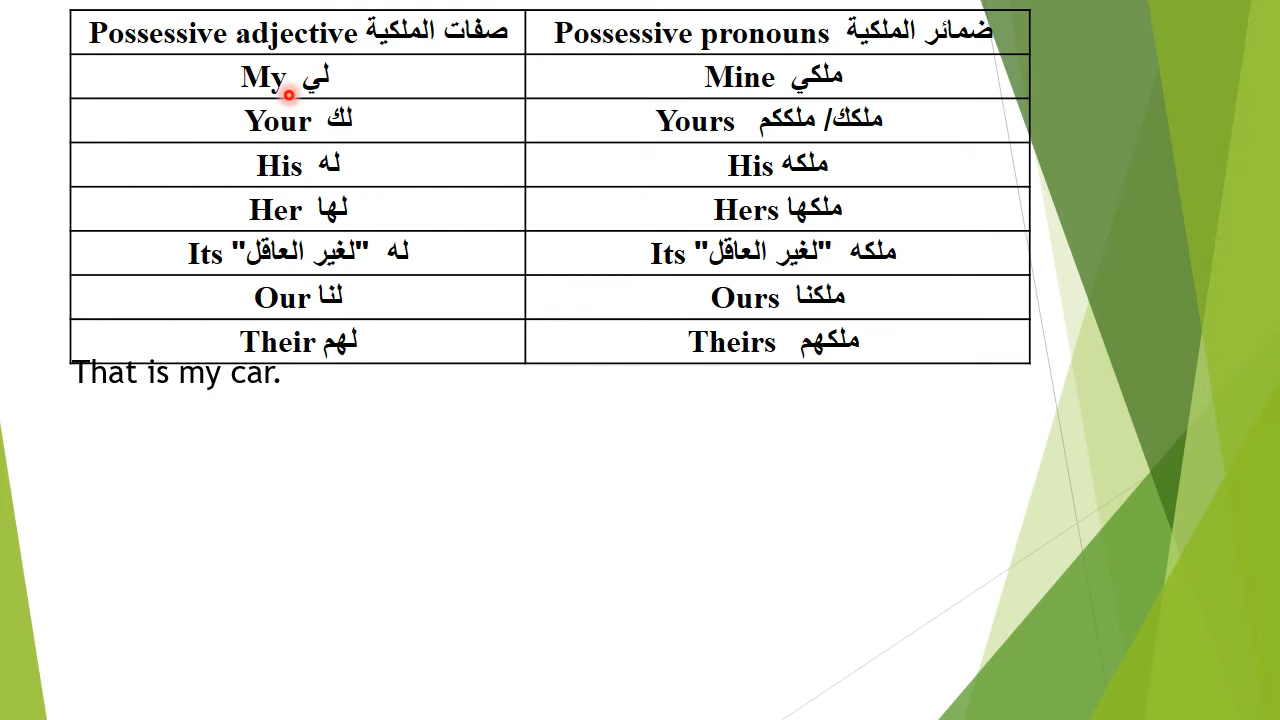 Possessive adjective صفات الملكية
Possessive pronouns ضمائر الملكية
My لي
Mine ملكي
Your لك
Yours ملكك/ ملككم
His له
His ملكه
Her لها
Hers ملكها
Its "لغير العاقل" له
Its "لغير العاقل" ملكه
Our لنا
Ours ملكنا
Their لهم
Theirs ملكهم
That is my car.